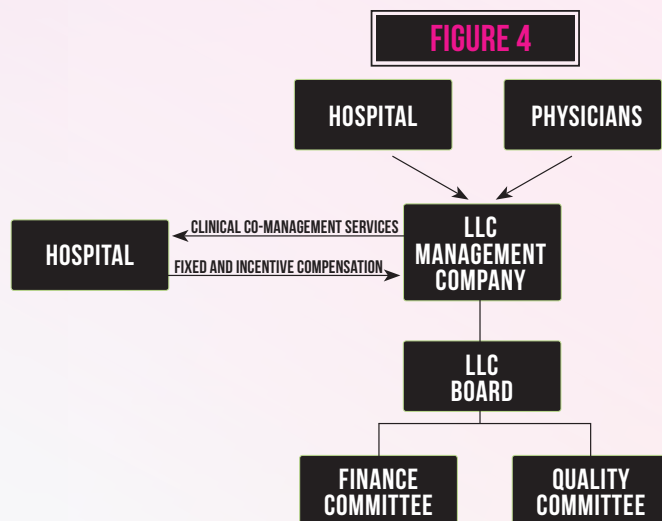 FIGURE 4
HOSPITAL
PHYSICIANS
CLINICAL CO-MANAGEMENT SERVICES
HOSPITAL
FIXED AND INCENTIVE COMPENSATION
LLC
MANAGEMENT
COMPANY
LLC
BOARD
FINANCE
COMMITTEE
QUALITY
COMMITTEE